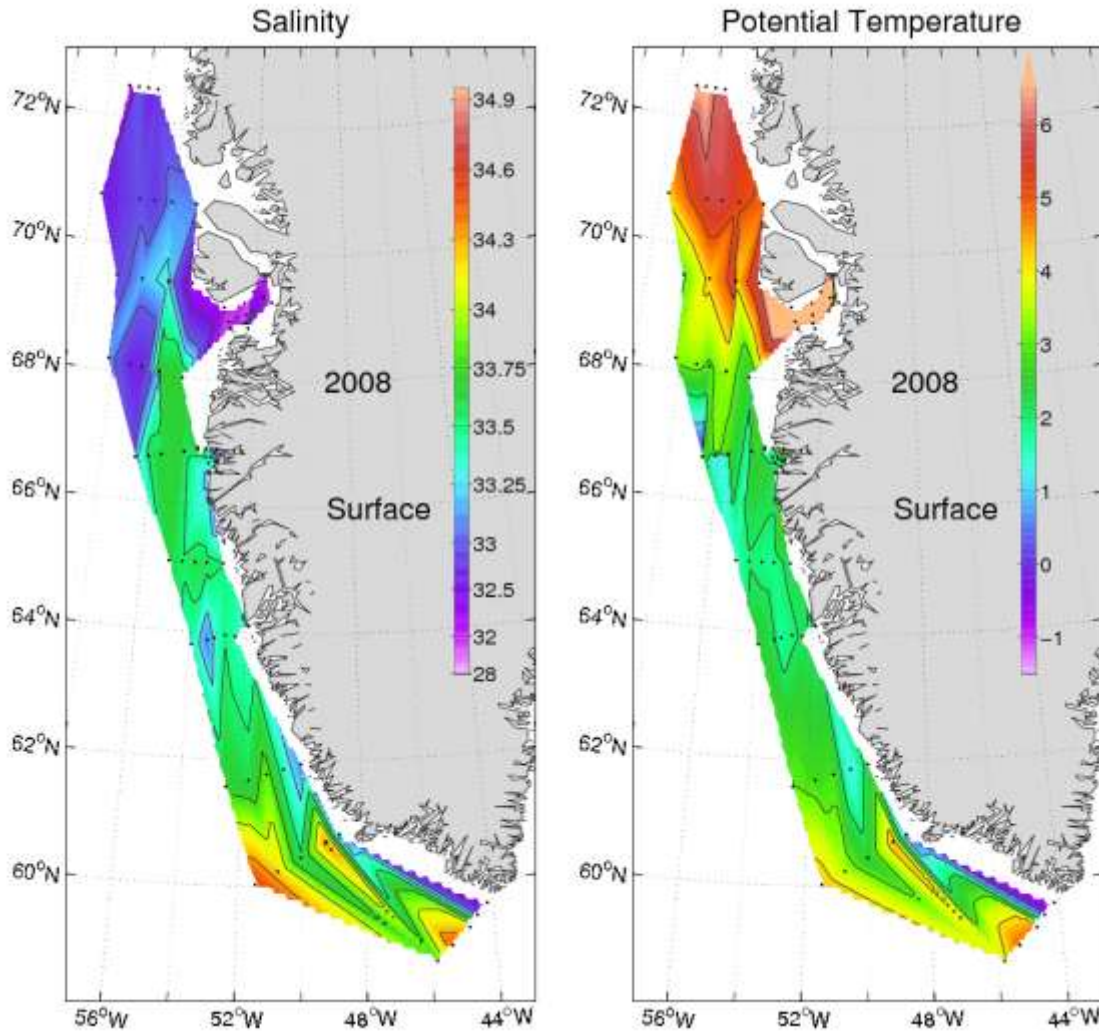 Salinity
72°N
70°N
68°N
66°N
64°N
62°N
60°N
56°W
52°W
48°W
44°W
34.9
34.6
34.3
34
33.75
33.5
33.25
33
32.5
32
28
2008
Surface
Potential Temperature
72°N
70°N
68°N
66°N
64°N
62°N
60°N
56°W
52°W
48°W
44°W
6
5
4
3
2
1
0
−1
2008
Surface